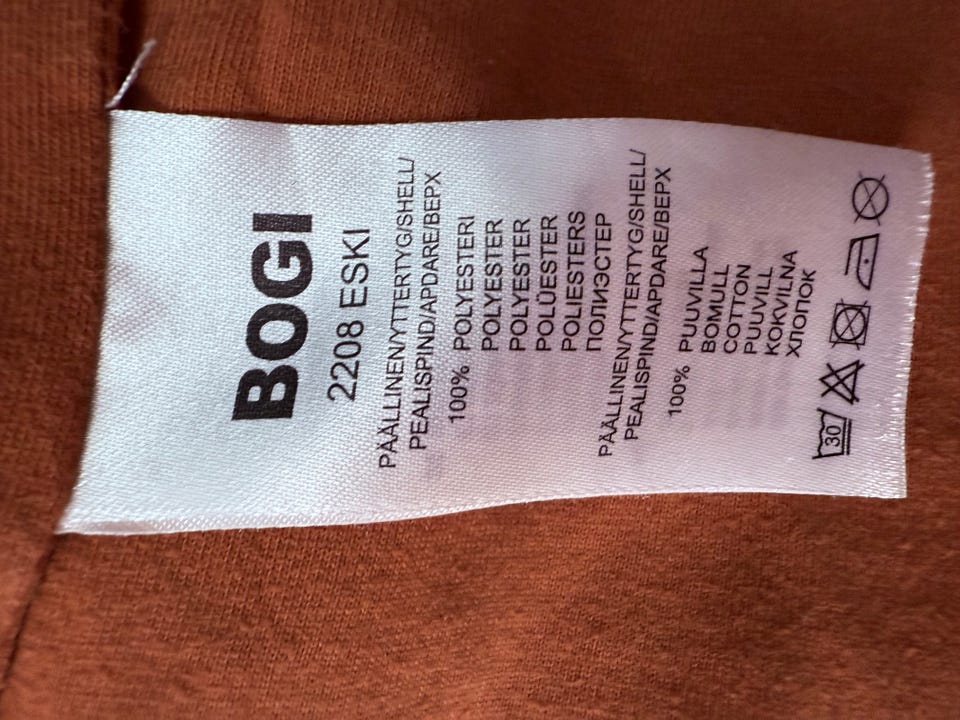 BOGI
2208 ESKI
PÄÄLLINEN/YTTERTYG/SHELL/
PEALISPIND/APDARE/ВЕРХ
100% POLYESTERI
POLYESTER
POLYESTER
POLÜESTER
POLIESTERS
ПОЛИЭСТЕР
PÄÄLLINEN/YTTERTYG/SHELL/
PEALISPIND/APDARE/ВЕРХ
100% PUUVILLA
BOMULL
COTTON
PUUVILL
KOKVILNA
ХЛОПОК
30